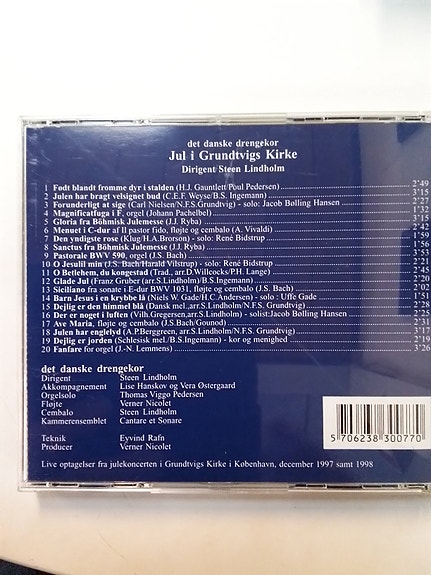 det danske drengekor
Jul i Grundtvigs Kirke
Dirigent Steen Lindholm
1 Født blandt fromme dyr i stalden (H.J. Gauntlett/Poul Pedersen) 2'49
2 Julen har bragt velsignet bud (C.E.F. Weyse/B.S. Ingemann) 3'15
3 Forunderligt at sige (Carl Nielsen/N.F.S.Grundtvig) - solo: Jacob Bølling Hansen 2'27
4 Magnificatfuga i F, orgel (Johann Pachelbel) 1'32
5 Gloria fra Böhmisk Julemesse (J.J. Ryba) 3'15
6 Menuet i C-dur af Il pastor fido, fløjte og cembalo (A. Vivaldi) 2'42
7 Den yndigste rose (Klug/H.A.Brorson) - solo: René Bidstrup 1'59
8 Sanctus fra Böhmisk Julemesse (J.J. Ryba) 1'56
9 Pastorale BWV 590, orgel (J.S. Bach) 3'53
10 O Jesulil min (J.S. Bach/Harald Vilstrup) - solo: René Bidstrup 2'21
11 O Betlehem, du kongestad (Trad., arr.D.Willcocks/P.H. Lange) 2'45
12 Glade Jul (Franz Gruber (arr.S.Lindholm/B.S. Ingemann) 2'20
13 Siciliano fra sonate i E-dur BWV 1031, fløjte og cembalo (J.S. Bach) 2'02
14 Barn Jesus i en krybbe lå (Niels W. Gade/H.C.Andersen) - solo : Uffe Gade 1'51
15 Dejlig er den himmel blå (Dansk mel.,arr.S.Lindholm/N.F.S. Grundtvig) 2'28
16 Der er noget i luften (Vilh.Gregersen,arr.S.Lindholm) - solist:Jacob Bølling Hansen 2'25
17 Ave Maria, fløjte og cembalo (J.S.Bach/Gounod) 2'31
18 Julen har englelyd (A.P.Berggreen, arr.S.Lindholm/N.F.S. Grundtvig) 3'17
19 Dejlig er jorden (Schlesisk mel./B.S.Ingemann) - kor og menighed 2'19
20 Fanfare for orgel (J.-N. Lemmens) 3'26
det danske drengekor
Dirigent Steen Lindholm
Akkompagnement Lise Hanskov og Vera Østergaard
Orgelsolo Thomas Viggo Pedersen
Fløjte Verner Nicolet
Cembalo Steen Lindholm
Kammerensemblet Cantare et Sonare
Teknik Eyvind Rafn
Producer Verner Nicolet
5 706238 300770
Live optagelser fra julekoncerten i Grundtvigs Kirke i København, december 1997 samt 1998